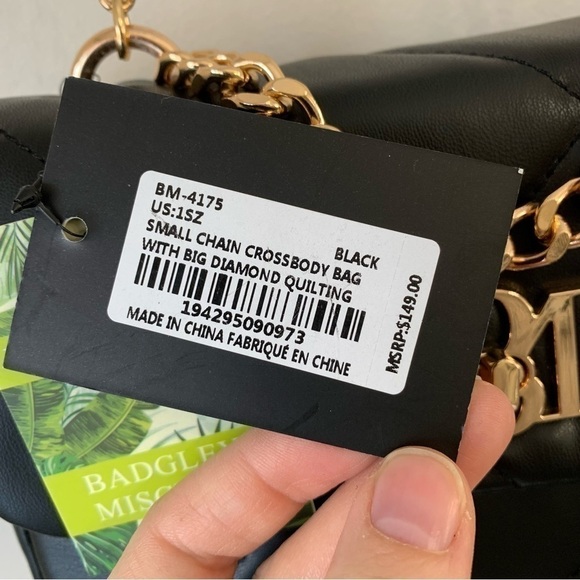 BM-4175
US:1SZ
BLACK
SMALL CHAIN CROSSBODY BAG
WITH BIG DIAMOND QUILTING
194295090973
MADE IN CHINA FABRIQUÉ EN CHINE
MSRP:$149.00
BADGLEY